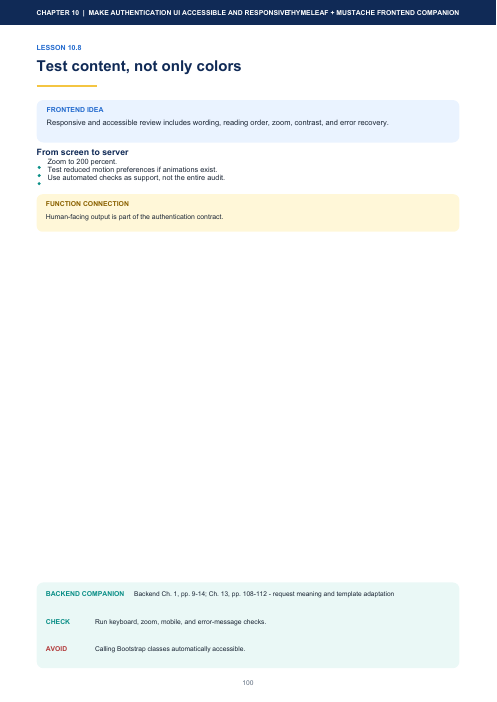 CHAPTER 10 | MAKE AUTHENTICATION UI ACCESSIBLE AND RESPONSIVE THYMELEAF + MUSTACHE FRONTEND COMPANION
LESSON 10.8
Test content, not only colors
FRONTEND IDEA
Responsive and accessible review includes wording, reading order, zoom, contrast, and error recovery.
From screen to server
Zoom to 200 percent.
Test reduced motion preferences if animations exist.
Use automated checks as support, not the entire audit.
FUNCTION CONNECTION
Human-facing output is part of the authentication contract.
BACKEND COMPANION Backend Ch. 1, pp. 9-14; Ch. 13, pp. 108-112 - request meaning and template adaptation
CHECK Run keyboard, zoom, mobile, and error-message checks.
AVOID Calling Bootstrap classes automatically accessible.
100